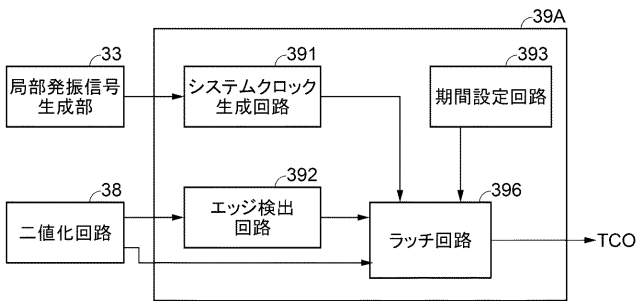 39A
33
391
393
局部発振信号
生成部
システムクロック
生成回路
期間設定回路
38
392
396
二値化回路
エッジ検出
回路
ラッチ回路
TCO